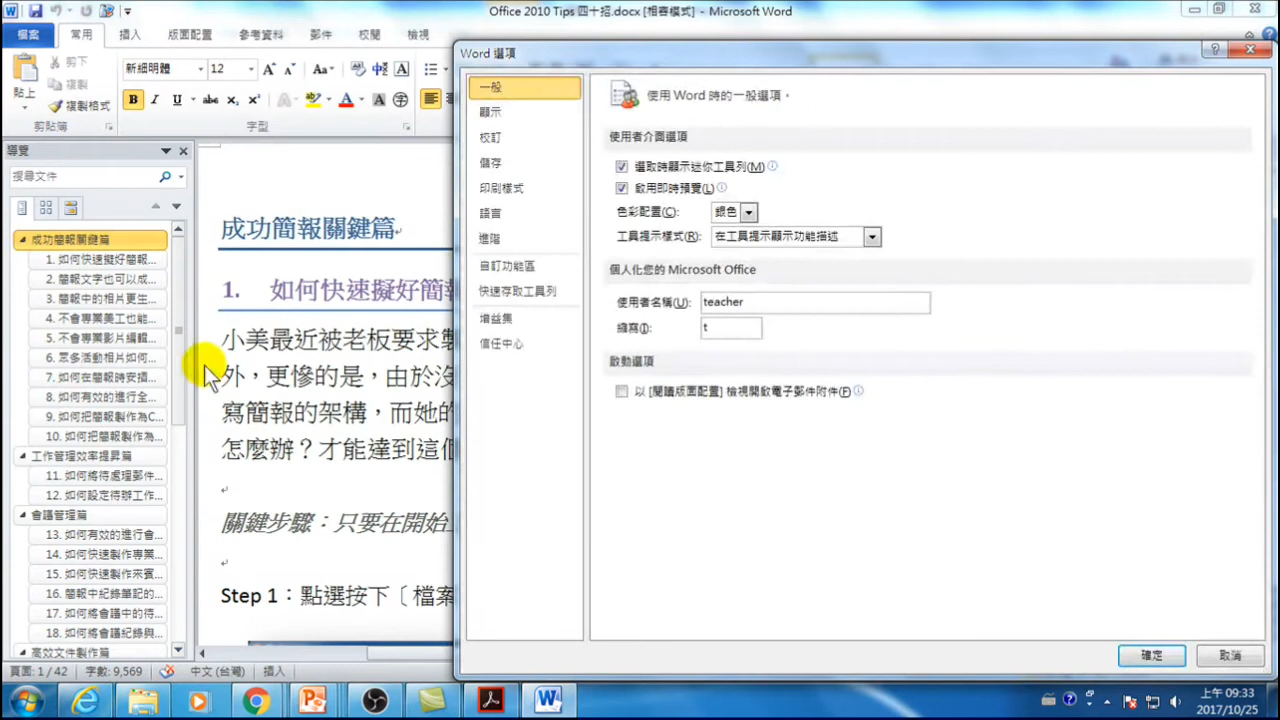 Office 2010 Tips 四十招.docx [相容模式] - Microsoft Word
檔案 常用 插入 版面配置 參考資料 郵件 校閱 檢視
貼上
剪下
複製
複製格式
剪貼簿
新細明體 12
字型
導覽
搜尋文件
成功簡報關鍵篇
1. 如何快速擬好簡報...
2. 簡報文字也可以成...
3. 簡報中的相片更生...
4. 不會專業美工也能...
5. 不會專業影片編輯...
6. 眾多活動相片如何...
7. 如何在簡報時安插...
8. 如何有效的進行全...
9. 如何把簡報製作為C...
10. 如何把簡報製作為...
工作管理效率提昇篇
11. 如何將待處理郵件...
12. 如何設定待辦工作...
會議管理篇
13. 如何有效的進行會...
14. 如何快速製作專業...
15. 如何快速製作來賓...
16. 簡報中紀錄筆記的...
17. 如何將會議中的待...
18. 如何將會議紀錄與...
高效文件製作篇
成功簡報關鍵篇
1. 如何快速擬好簡報
小美最近被老板要求製
外，更慘的是，由於沒
寫簡報的架構，而她的
怎麼辦？才能達到這個
關鍵步驟：只要在開始
Step 1：點選按下〔檔案
Word 選項
一般
顯示
校訂
儲存
印刷樣式
語言
進階
自訂功能區
快速存取工具列
增益集
信任中心
使用 Word 時的一般選項。
使用者介面選項
選取時顯示迷你工具列(M)
啟用即時預覽(L)
色彩配置(C): 銀色
工具提示樣式(R): 在工具提示顯示功能描述
個人化您的 Microsoft Office
使用者名稱(U): teacher
縮寫(I): t
啟動選項
以 [閱讀版面配置] 檢視開啟電子郵件附件(F)
確定 取消
頁面: 1 / 42 字數: 9,569 中文 (台灣) 插入
上午 09:33
2017/10/25